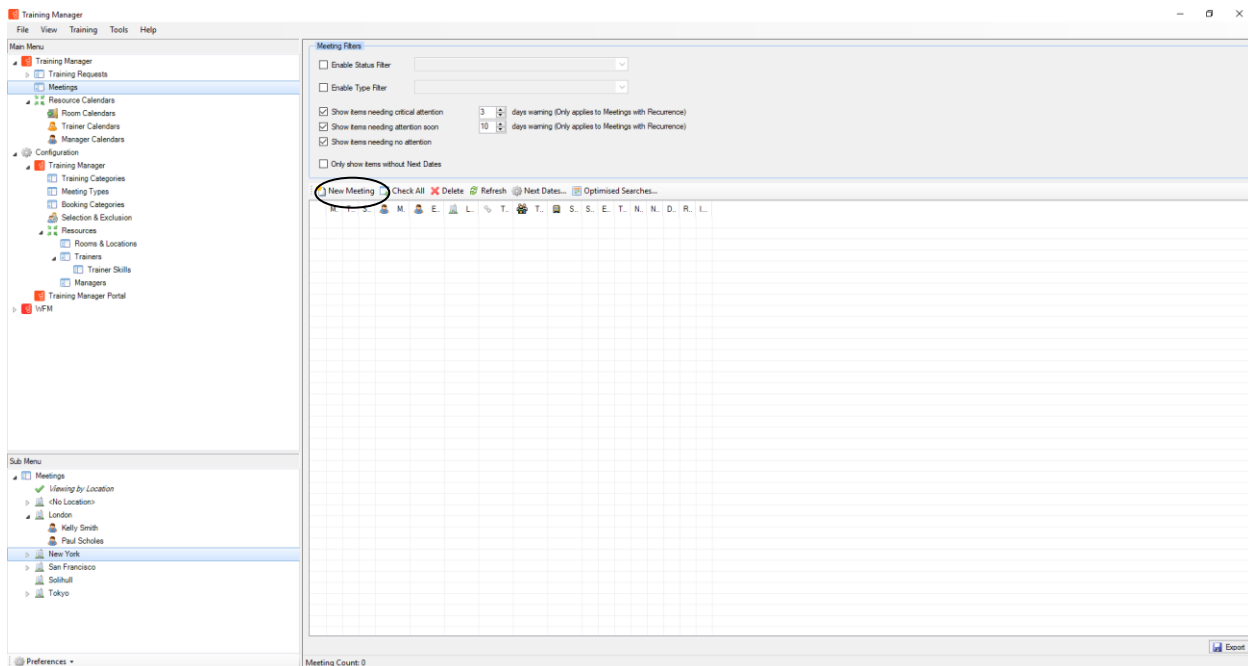 Training Manager
File View Training Tools Help
Main Menu
Training Manager
Training Requests
Meetings
Resource Calendars
Room Calendars
Trainer Calendars
Manager Calendars
Configuration
Training Manager
Training Categories
Meeting Types
Booking Categories
Selection & Exclusion
Resources
Rooms & Locations
Trainers
Trainer Skills
Managers
Training Manager Portal
WFM
Sub Menu
Meetings
Viewing by Location
<No Location>
London
Kelly Smith
Paul Scholes
New York
San Francisco
Solihull
Tokyo
Preferences
Meeting Filters
Enable Status Filter
Enable Type Filter
Show items needing critical attention 3 days warning (Only applies to Meetings with Recurrence)
Show items needing attention soon 10 days warning (Only applies to Meetings with Recurrence)
Show items needing no attention
Only show items without Next Dates
New Meeting Check All Delete Refresh Next Dates... Optimised Searches...
M.. T.. S.. M.. E.. L.. T.. T.. S.. S.. E.. T.. N.. N.. D.. R.. I...
Export
Meeting Count: 0